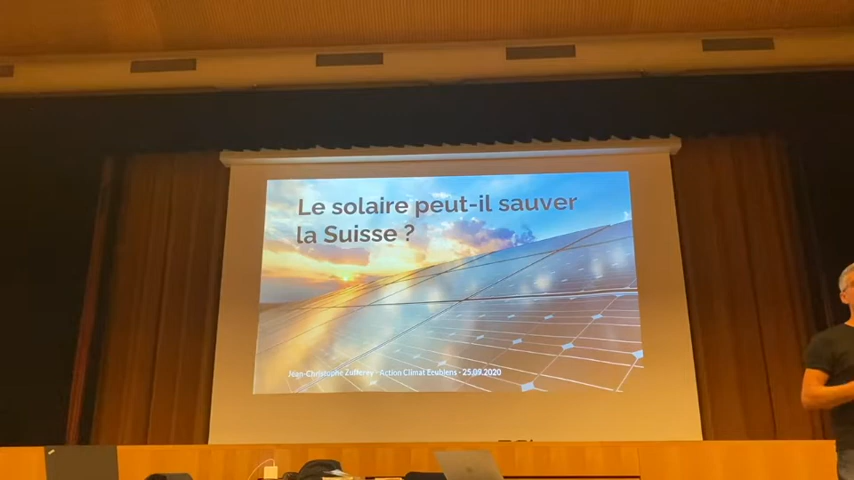 Le solaire peut-il sauver
la Suisse ?
Jean-Christophe Zufferey - Action Climat Ecublens - 25.09.2020